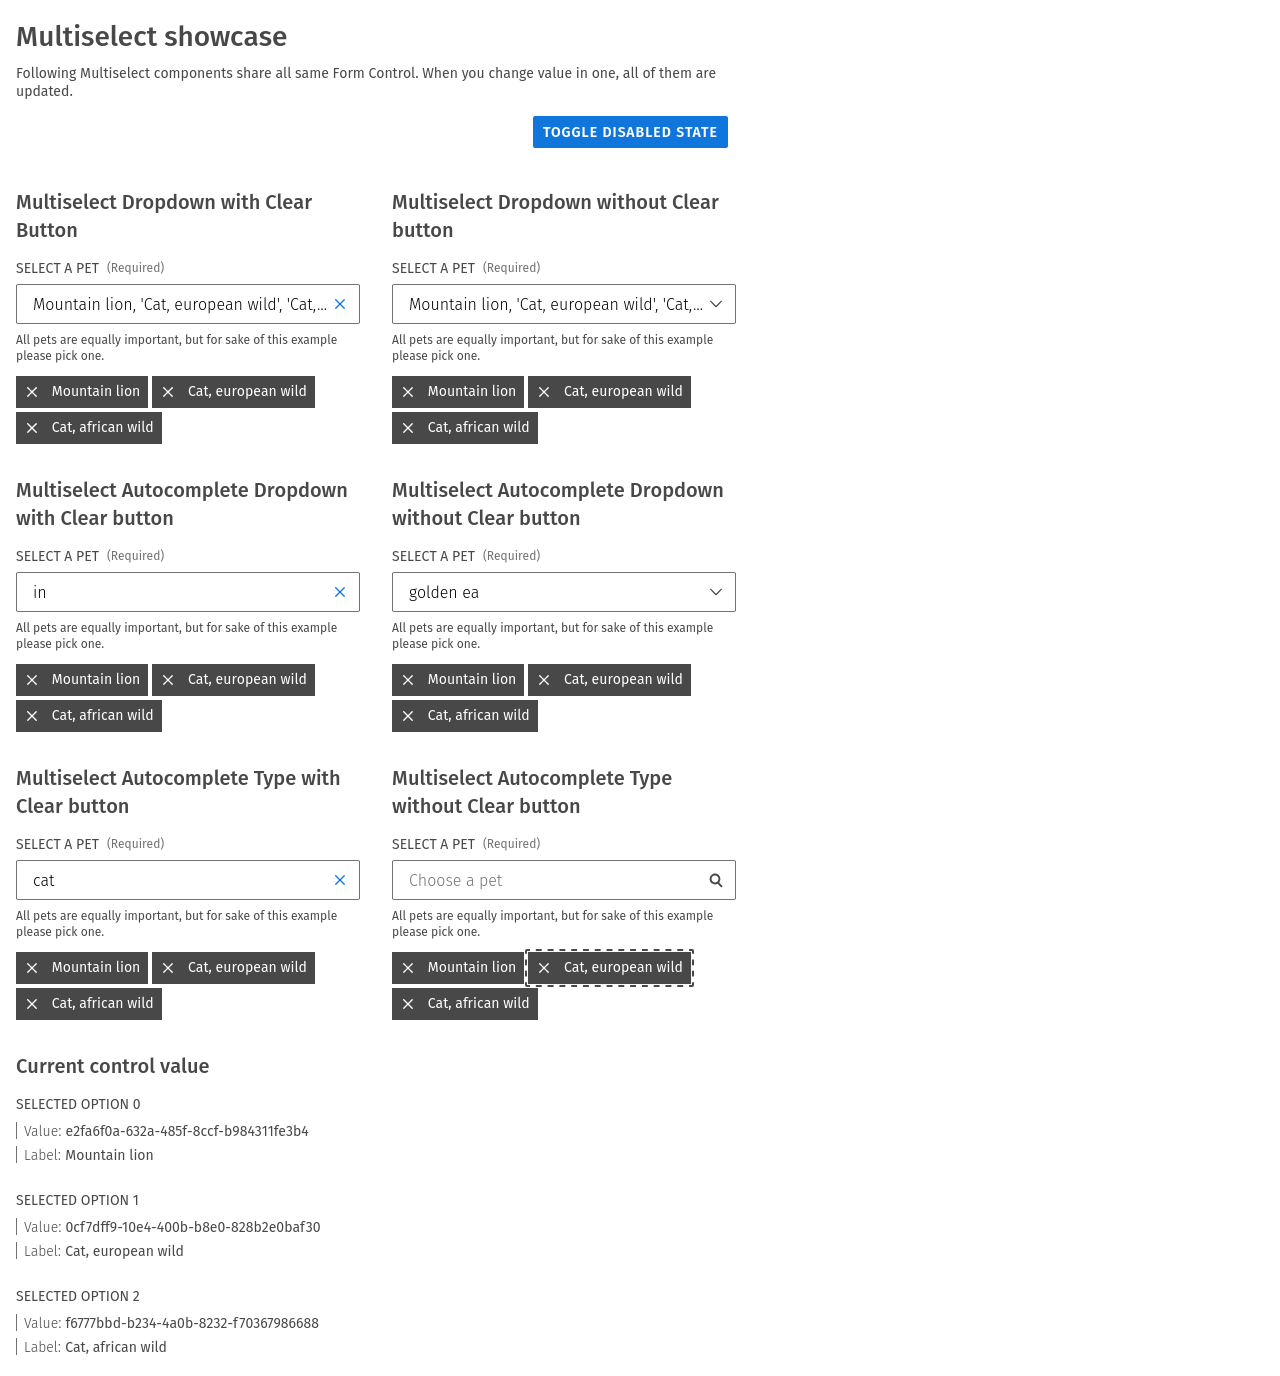 Multiselect showcase
Following Multiselect components share all same Form Control. When you change value in one, all of them are
updated.
TOGGLE DISABLED STATE
Multiselect Dropdown with Clear
Button
SELECT A PET (Required)
Mountain lion, 'Cat, european wild', 'Cat,...
All pets are equally important, but for sake of this example
please pick one.
Mountain lion
Cat, european wild
Cat, african wild
Multiselect Dropdown without Clear
button
SELECT A PET (Required)
Mountain lion, 'Cat, european wild', 'Cat,...
All pets are equally important, but for sake of this example
please pick one.
Mountain lion
Cat, european wild
Cat, african wild
Multiselect Autocomplete Dropdown
with Clear button
SELECT A PET (Required)
in
All pets are equally important, but for sake of this example
please pick one.
Mountain lion
Cat, european wild
Cat, african wild
Multiselect Autocomplete Dropdown
without Clear button
SELECT A PET (Required)
golden ea
All pets are equally important, but for sake of this example
please pick one.
Mountain lion
Cat, european wild
Cat, african wild
Multiselect Autocomplete Type with
Clear button
SELECT A PET (Required)
cat
All pets are equally important, but for sake of this example
please pick one.
Mountain lion
Cat, european wild
Cat, african wild
Multiselect Autocomplete Type
without Clear button
SELECT A PET (Required)
Choose a pet
All pets are equally important, but for sake of this example
please pick one.
Mountain lion
Cat, european wild
Cat, african wild
Current control value
SELECTED OPTION 0
Value: e2fa6f0a-632a-485f-8ccf-b984311fe3b4
Label: Mountain lion
SELECTED OPTION 1
Value: 0cf7dff9-10e4-400b-b8e0-828b2e0baf30
Label: Cat, european wild
SELECTED OPTION 2
Value: f6777bbd-b234-4a0b-8232-f70367986688
Label: Cat, african wild